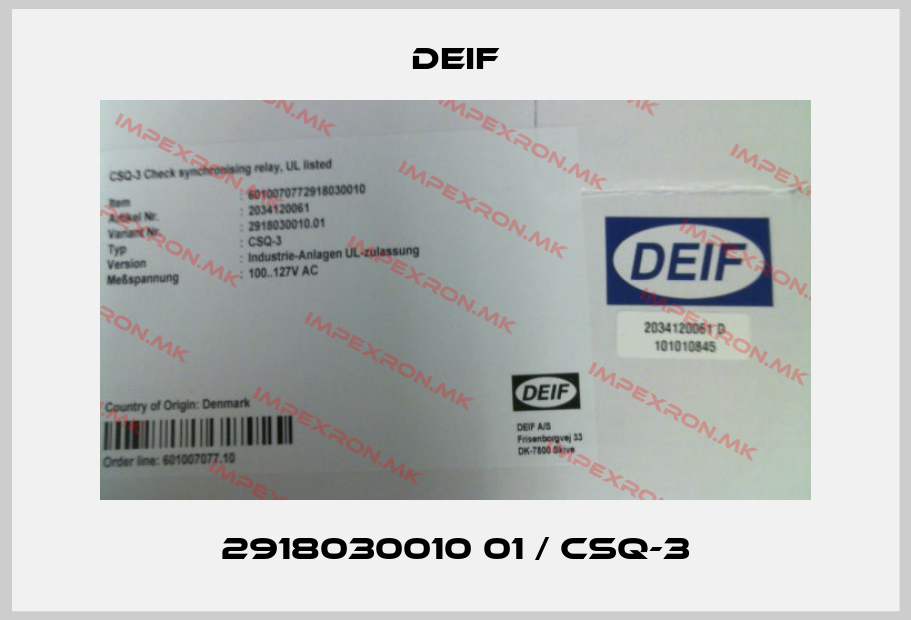 DEIF
CSQ-3 Check synchronising relay, UL listed
Item : 6010070772918030010
Artikel Nr. : 2034120061
Variant Nr. : 2918030010.01
Typ : CSQ-3
Version : Industrie-Anlagen UL-zulassung
Meßspannung : 100..127V AC
DEIF
2034120061 D
101010845
Country of Origin: Denmark
Order line: 601007077.10
DEIF
DEIF A/S
Frisenborgvej 33
DK-7800 Skive
IMPEXRON.MK
2918030010 01 / CSQ-3